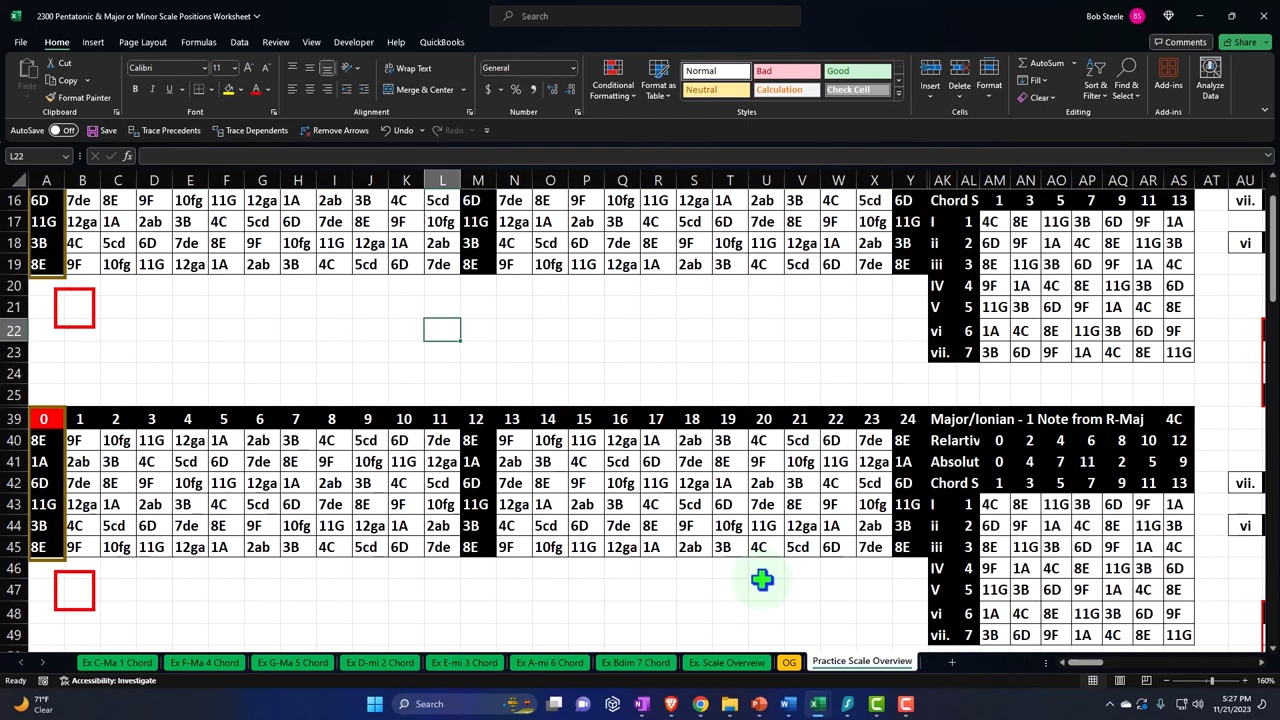 2300 Pentatonic & Major or Minor Scale Positions Worksheet
Search
Bob Steele BS
File Home Insert Page Layout Formulas Data Review View Developer Help QuickBooks Comments Share
Paste Cut Copy Format Painter Clipboard
Calibri 11 B I U Font
Wrap Text Merge & Center Alignment
General $ % Number
Conditional Formatting Format as Table
Normal Bad Good Neutral Calculation Check Cell Styles
Insert Delete Format Cells
AutoSum Fill Clear Sort & Filter Find & Select Editing
Add-ins Add-ins
Analyze Data
AutoSave Off Save Trace Precedents Trace Dependents Remove Arrows Undo Redo
L22 fx
A B C D E F G H I J K L M N O P Q R S T U V W X Y AK AL AM AN AO AP AQ AR AS AT AU
16 6D 7de 8E 9F 10fg 11G 12ga 1A 2ab 3B 4C 5cd 6D 7de 8E 9F 10fg 11G 12ga 1A 2ab 3B 4C 5cd 6D Chord S 1 3 5 7 9 11 13 vii.
17 11G 12ga 1A 2ab 3B 4C 5cd 6D 7de 8E 9F 10fg 11G 12ga 1A 2ab 3B 4C 5cd 6D 7de 8E 9F 10fg 11G I 1 4C 8E 11G 3B 6D 9F 1A
18 3B 4C 5cd 6D 7de 8E 9F 10fg 11G 12ga 1A 2ab 3B 4C 5cd 6D 7de 8E 9F 10fg 11G 12ga 1A 2ab 3B ii 2 6D 9F 1A 4C 8E 11G 3B vi
19 8E 9F 10fg 11G 12ga 1A 2ab 3B 4C 5cd 6D 7de 8E 9F 10fg 11G 12ga 1A 2ab 3B 4C 5cd 6D 7de 8E iii 3 8E 11G 3B 6D 9F 1A 4C
20 IV 4 9F 1A 4C 8E 11G 3B 6D
21 V 5 11G 3B 6D 9F 1A 4C 8E
22 vi 6 1A 4C 8E 11G 3B 6D 9F
23 vii. 7 3B 6D 9F 1A 4C 8E 11G
24
25
39 0 1 2 3 4 5 6 7 8 9 10 11 12 13 14 15 16 17 18 19 20 21 22 23 24 Major/Ionian - 1 Note from R-Maj 4C
40 8E 9F 10fg 11G 12ga 1A 2ab 3B 4C 5cd 6D 7de 8E 9F 10fg 11G 12ga 1A 2ab 3B 4C 5cd 6D 7de 8E Relartiv 0 2 4 6 8 10 12
41 1A 2ab 3B 4C 5cd 6D 7de 8E 9F 10fg 11G 12ga 1A 2ab 3B 4C 5cd 6D 7de 8E 9F 10fg 11G 12ga 1A Absolut 0 4 7 11 2 5 9
42 6D 7de 8E 9F 10fg 11G 12ga 1A 2ab 3B 4C 5cd 6D 7de 8E 9F 10fg 11G 12ga 1A 2ab 3B 4C 5cd 6D Chord S 1 3 5 7 9 11 13 vii.
43 11G 12ga 1A 2ab 3B 4C 5cd 6D 7de 8E 9F 10fg 11G 12ga 1A 2ab 3B 4C 5cd 6D 7de 8E 9F 10fg 11G I 1 4C 8E 11G 3B 6D 9F 1A
44 3B 4C 5cd 6D 7de 8E 9F 10fg 11G 12ga 1A 2ab 3B 4C 5cd 6D 7de 8E 9F 10fg 11G 12ga 1A 2ab 3B ii 2 6D 9F 1A 4C 8E 11G 3B vi
45 8E 9F 10fg 11G 12ga 1A 2ab 3B 4C 5cd 6D 7de 8E 9F 10fg 11G 12ga 1A 2ab 3B 4C 5cd 6D 7de 8E iii 3 8E 11G 3B 6D 9F 1A 4C
46 IV 4 9F 1A 4C 8E 11G 3B 6D
47 V 5 11G 3B 6D 9F 1A 4C 8E
48 vi 6 1A 4C 8E 11G 3B 6D 9F
49 vii. 7 3B 6D 9F 1A 4C 8E 11G
Ex C-Ma 1 Chord Ex F-Ma 4 Chord Ex G-Ma 5 Chord Ex D-mi 2 Chord Ex E-mi 3 Chord Ex A-mi 6 Chord Ex Bdim 7 Chord Ex. Scale Overveiw OG Practice Scale Overview
Ready Accessibility: Investigate 160%
71°F
Clear
Search
5:27 PM
11/21/2023